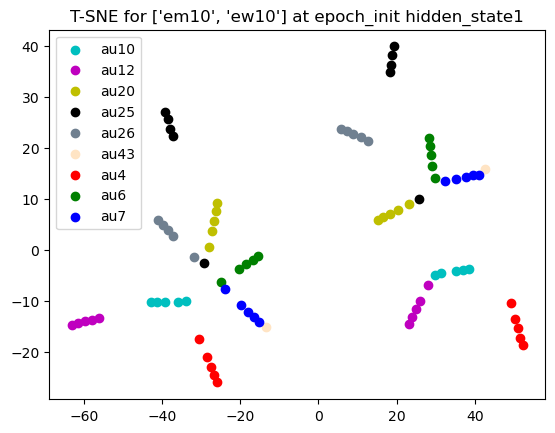 T-SNE for ['em10', 'ew10'] at epoch_init hidden_state1
au10
au12
au20
au25
au26
au43
au4
au6
au7
40
30
20
10
0
−10
−20
−60
−40
−20
0
20
40